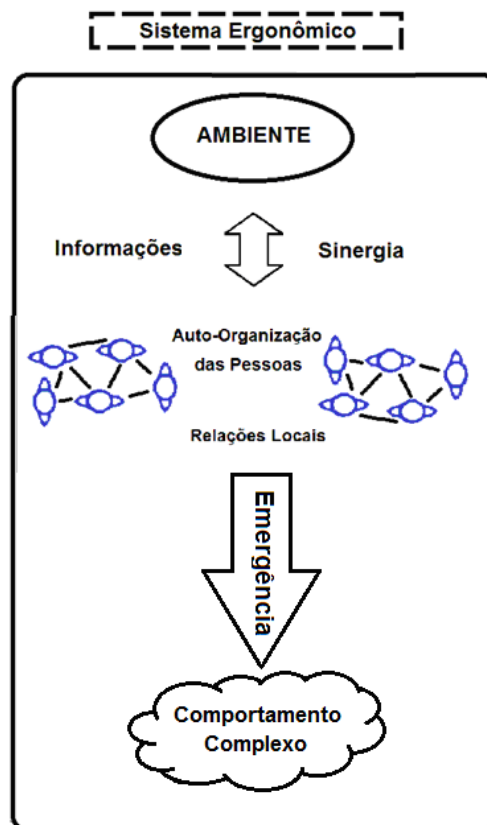 Sistema Ergonômico
AMBIENTE
Informações
Sinergia
Auto-Organização
das Pessoas
Relações Locais
Emergência
Comportamento
Complexo